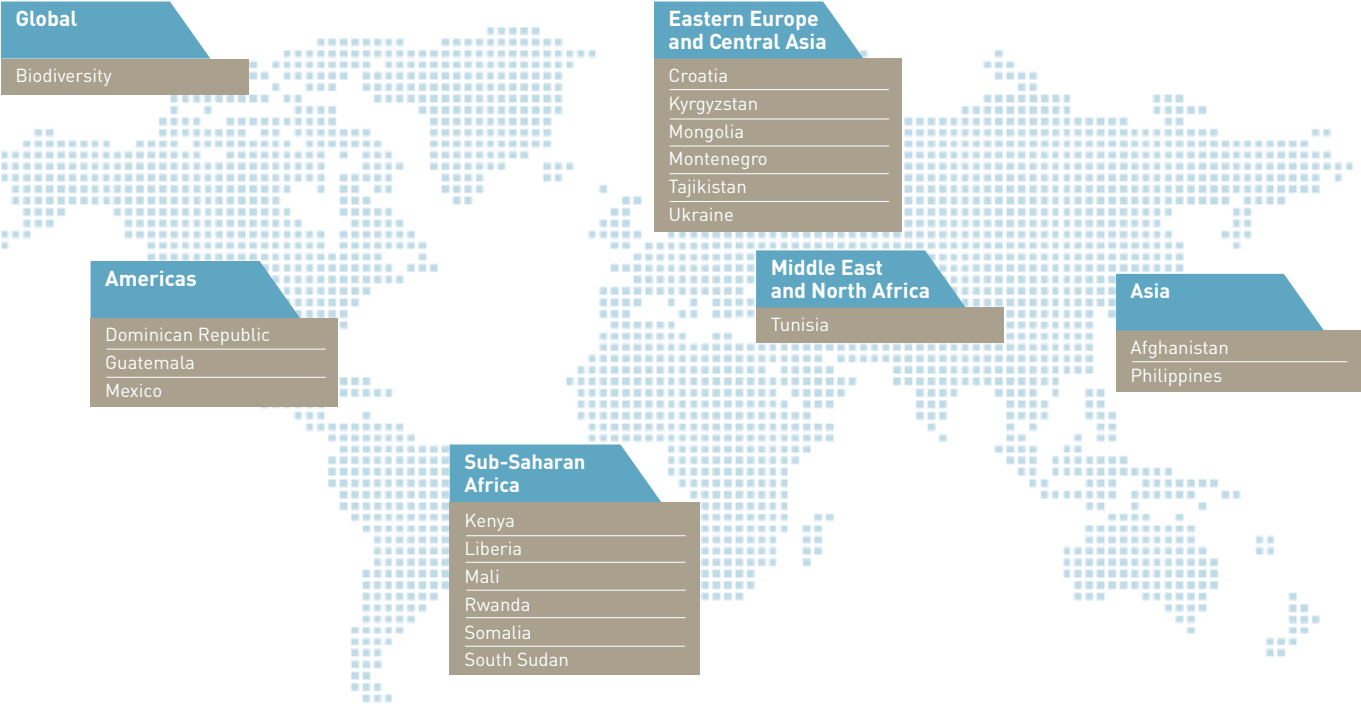 Global
Biodiversity
Eastern Europe
and Central Asia
Croatia
Kyrgyzstan
Mongolia
Montenegro
Tajikistan
Ukraine
Americas
Dominican Republic
Guatemala
Mexico
Middle East
and North Africa
Tunisia
Asia
Afghanistan
Philippines
Sub-Saharan
Africa
Kenya
Liberia
Mali
Rwanda
Somalia
South Sudan